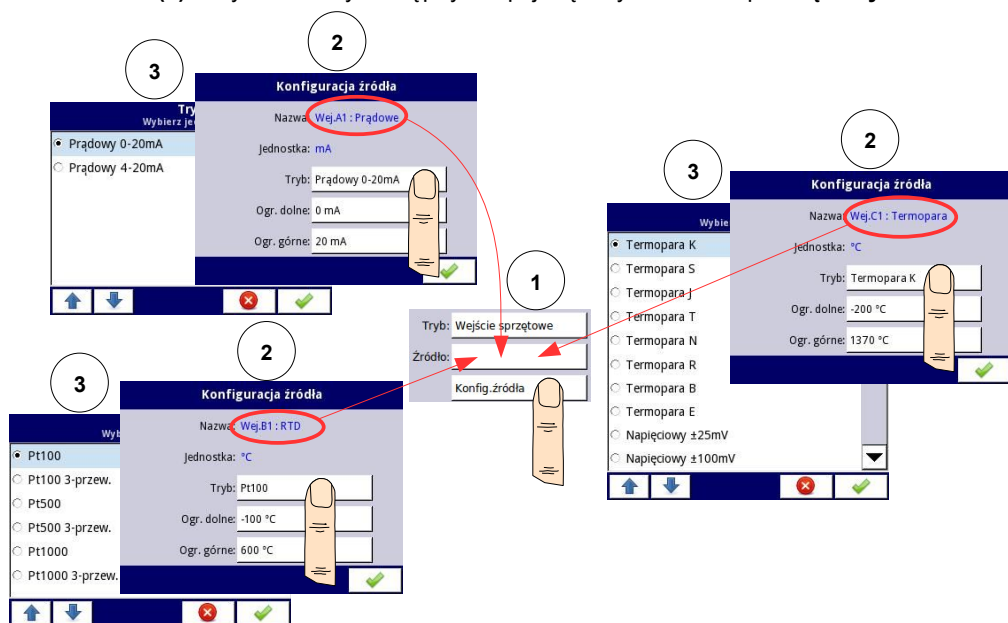 2
3
Konfiguracja źródła
Try
Wybierz je
Nazwa: Wej.A1 : Prądowe
Prądowy 0-20mA
Jednostka: mA
Prądowy 4-20mA
Tryb: Prądowy 0-20mA
Ogr. dolne: 0 mA
Ogr. górne: 20 mA
2
3
Konfiguracja źródła
Wybie
Nazwa: Wej.C1 : Termopara
Termopara K
Jednostka: °C
Termopara S
Termopara J
Tryb: Termopara K
Termopara T
Ogr. dolne: -200 °C
Termopara N
Ogr. górne: 1370 °C
Termopara R
Termopara B
Termopara E
Napięciowy ±25mV
Napięciowy ±100mV
1
Tryb: Wejście sprzętowe
Źródło:
Konfig.źródła
2
3
Konfiguracja źródła
Wyb
Nazwa: Wej.B1 : RTD
Pt100
Jednostka: °C
Pt100 3-przew.
Tryb: Pt100
Pt500
Ogr. dolne: -100 °C
Pt500 3-przew.
Pt1000
Ogr. górne: 600 °C
Pt1000 3-przew.